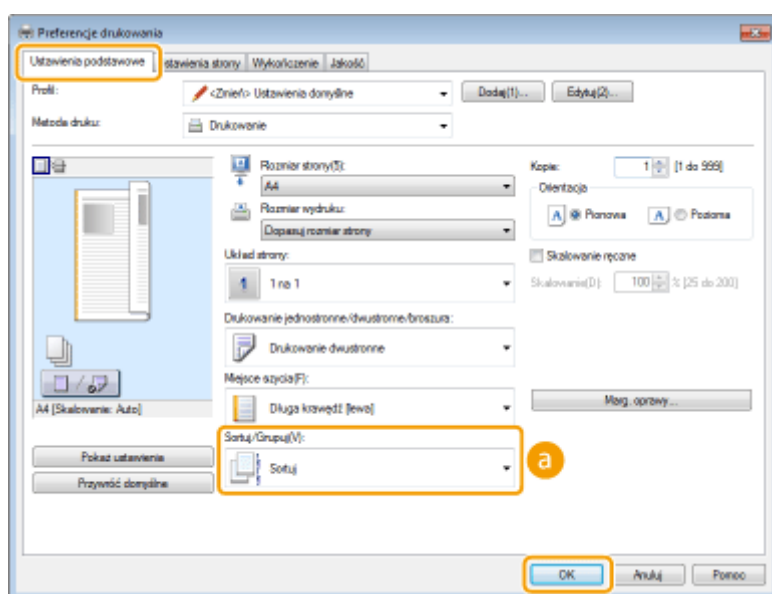 Preferencje drukowania
Ustawienia podstawowe stawienia strony Wykończenie Jakość
Profil: <Zmień> Ustawienia domyślne Dodaj(1)... Edytuj(2)...
Metoda druku: Drukowanie
Rozmiar strony(S): Kopie: 1 [1 do 999]
A4 Orientacja
Rozmiar wydruku: A Pionowa A Pozioma
Dopasuj rozmiar strony
Układ strony: Skalowanie ręczne
1 1 na 1 Skalowanie(D): 100 % [25 do 200]
Drukowanie jednostronne/dwustronne/broszura:
Drukowanie dwustronne
Miejsce szycia(F):
A4 [Skalowanie: Auto] Długa krawędź [lewa] Marg. oprawy...
Sortuj/Grupuj(V):
Pokaż ustawienia Sortuj a
Przywróć domyślne
OK Anuluj Pomoc